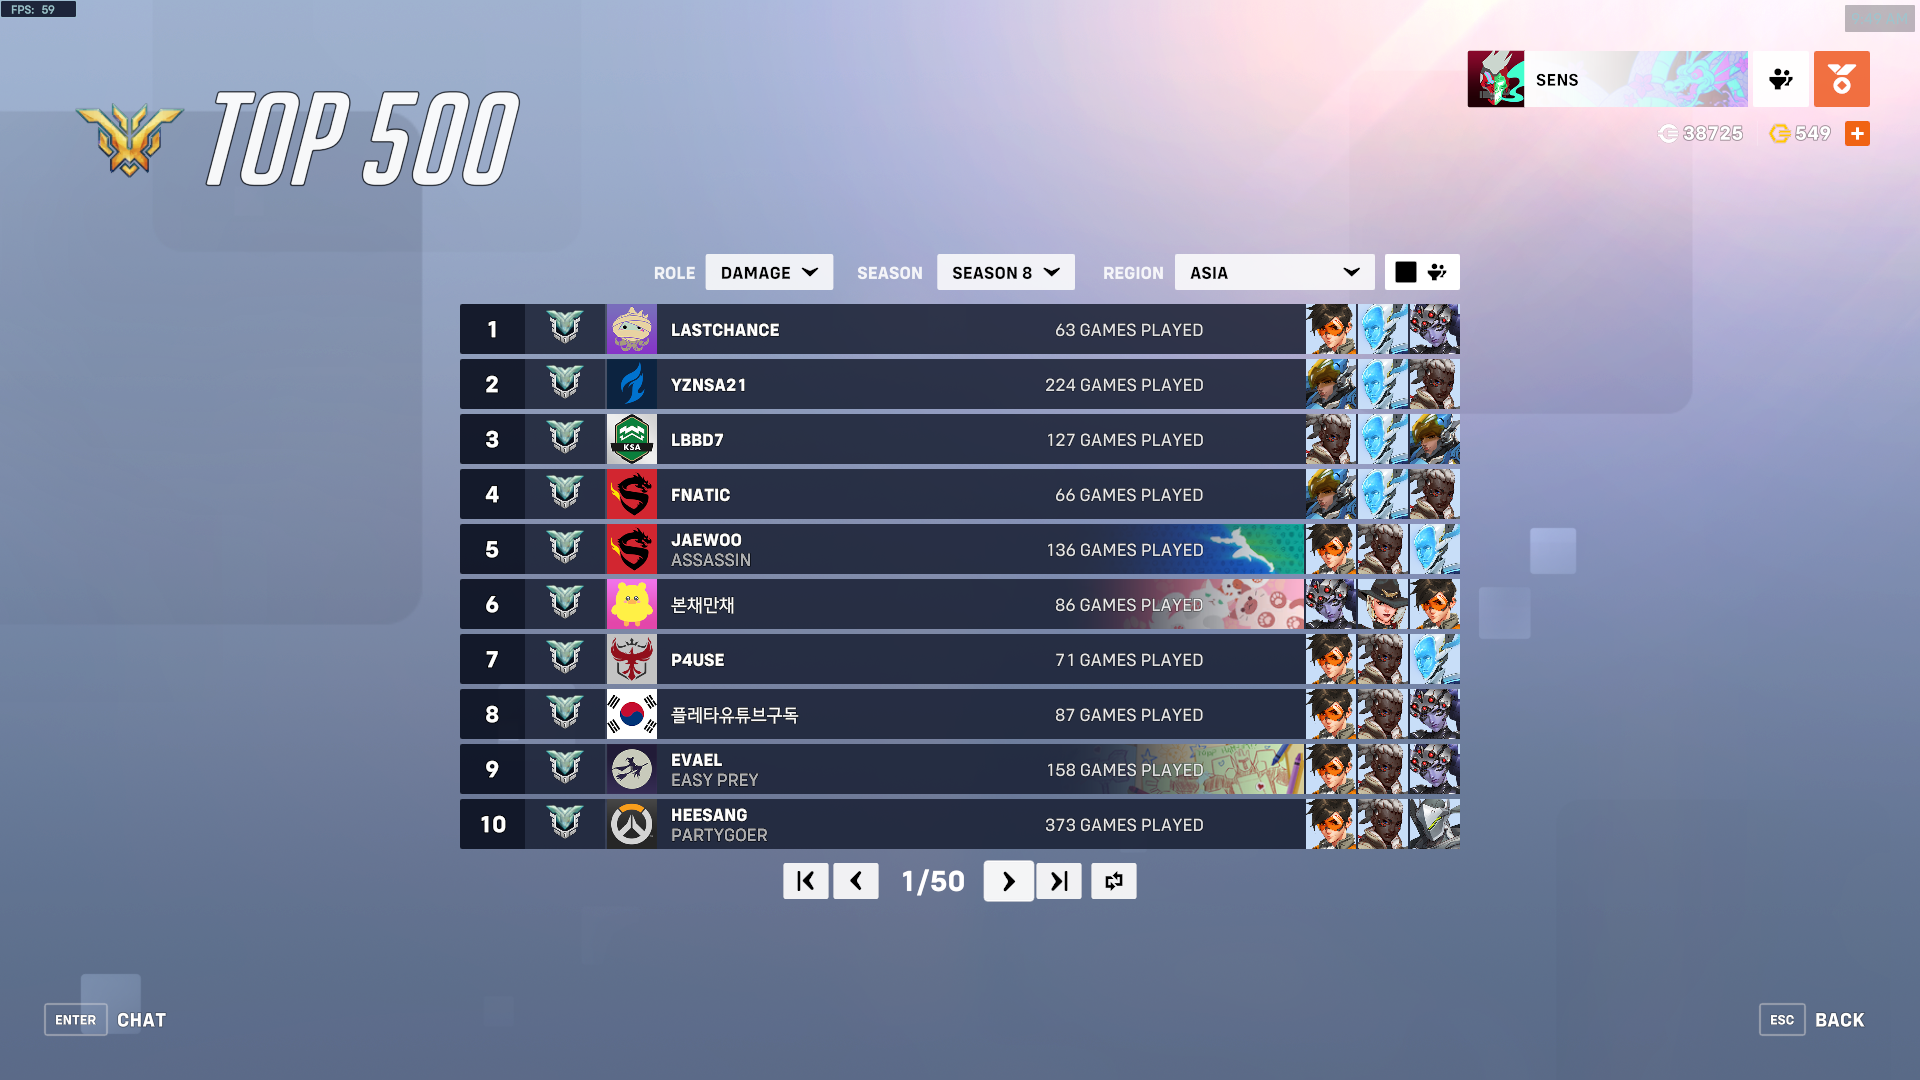 FPS: 59
SENS
38725 549
TOP 500
ROLE DAMAGE SEASON SEASON 8 REGION ASIA
1 LASTCHANCE 63 GAMES PLAYED
2 YZNSA21 224 GAMES PLAYED
3 KSA LBBD7 127 GAMES PLAYED
4 FNATIC 66 GAMES PLAYED
5 JAEWOO 136 GAMES PLAYED
ASSASSIN
6 본채만채 86 GAMES PLAYED
7 P4USE 71 GAMES PLAYED
8 플레타유튜브구독 87 GAMES PLAYED
9 EVAEL 158 GAMES PLAYED
EASY PREY
10 HEESANG 373 GAMES PLAYED
PARTYGOER
1/50
ENTER CHAT
ESC BACK